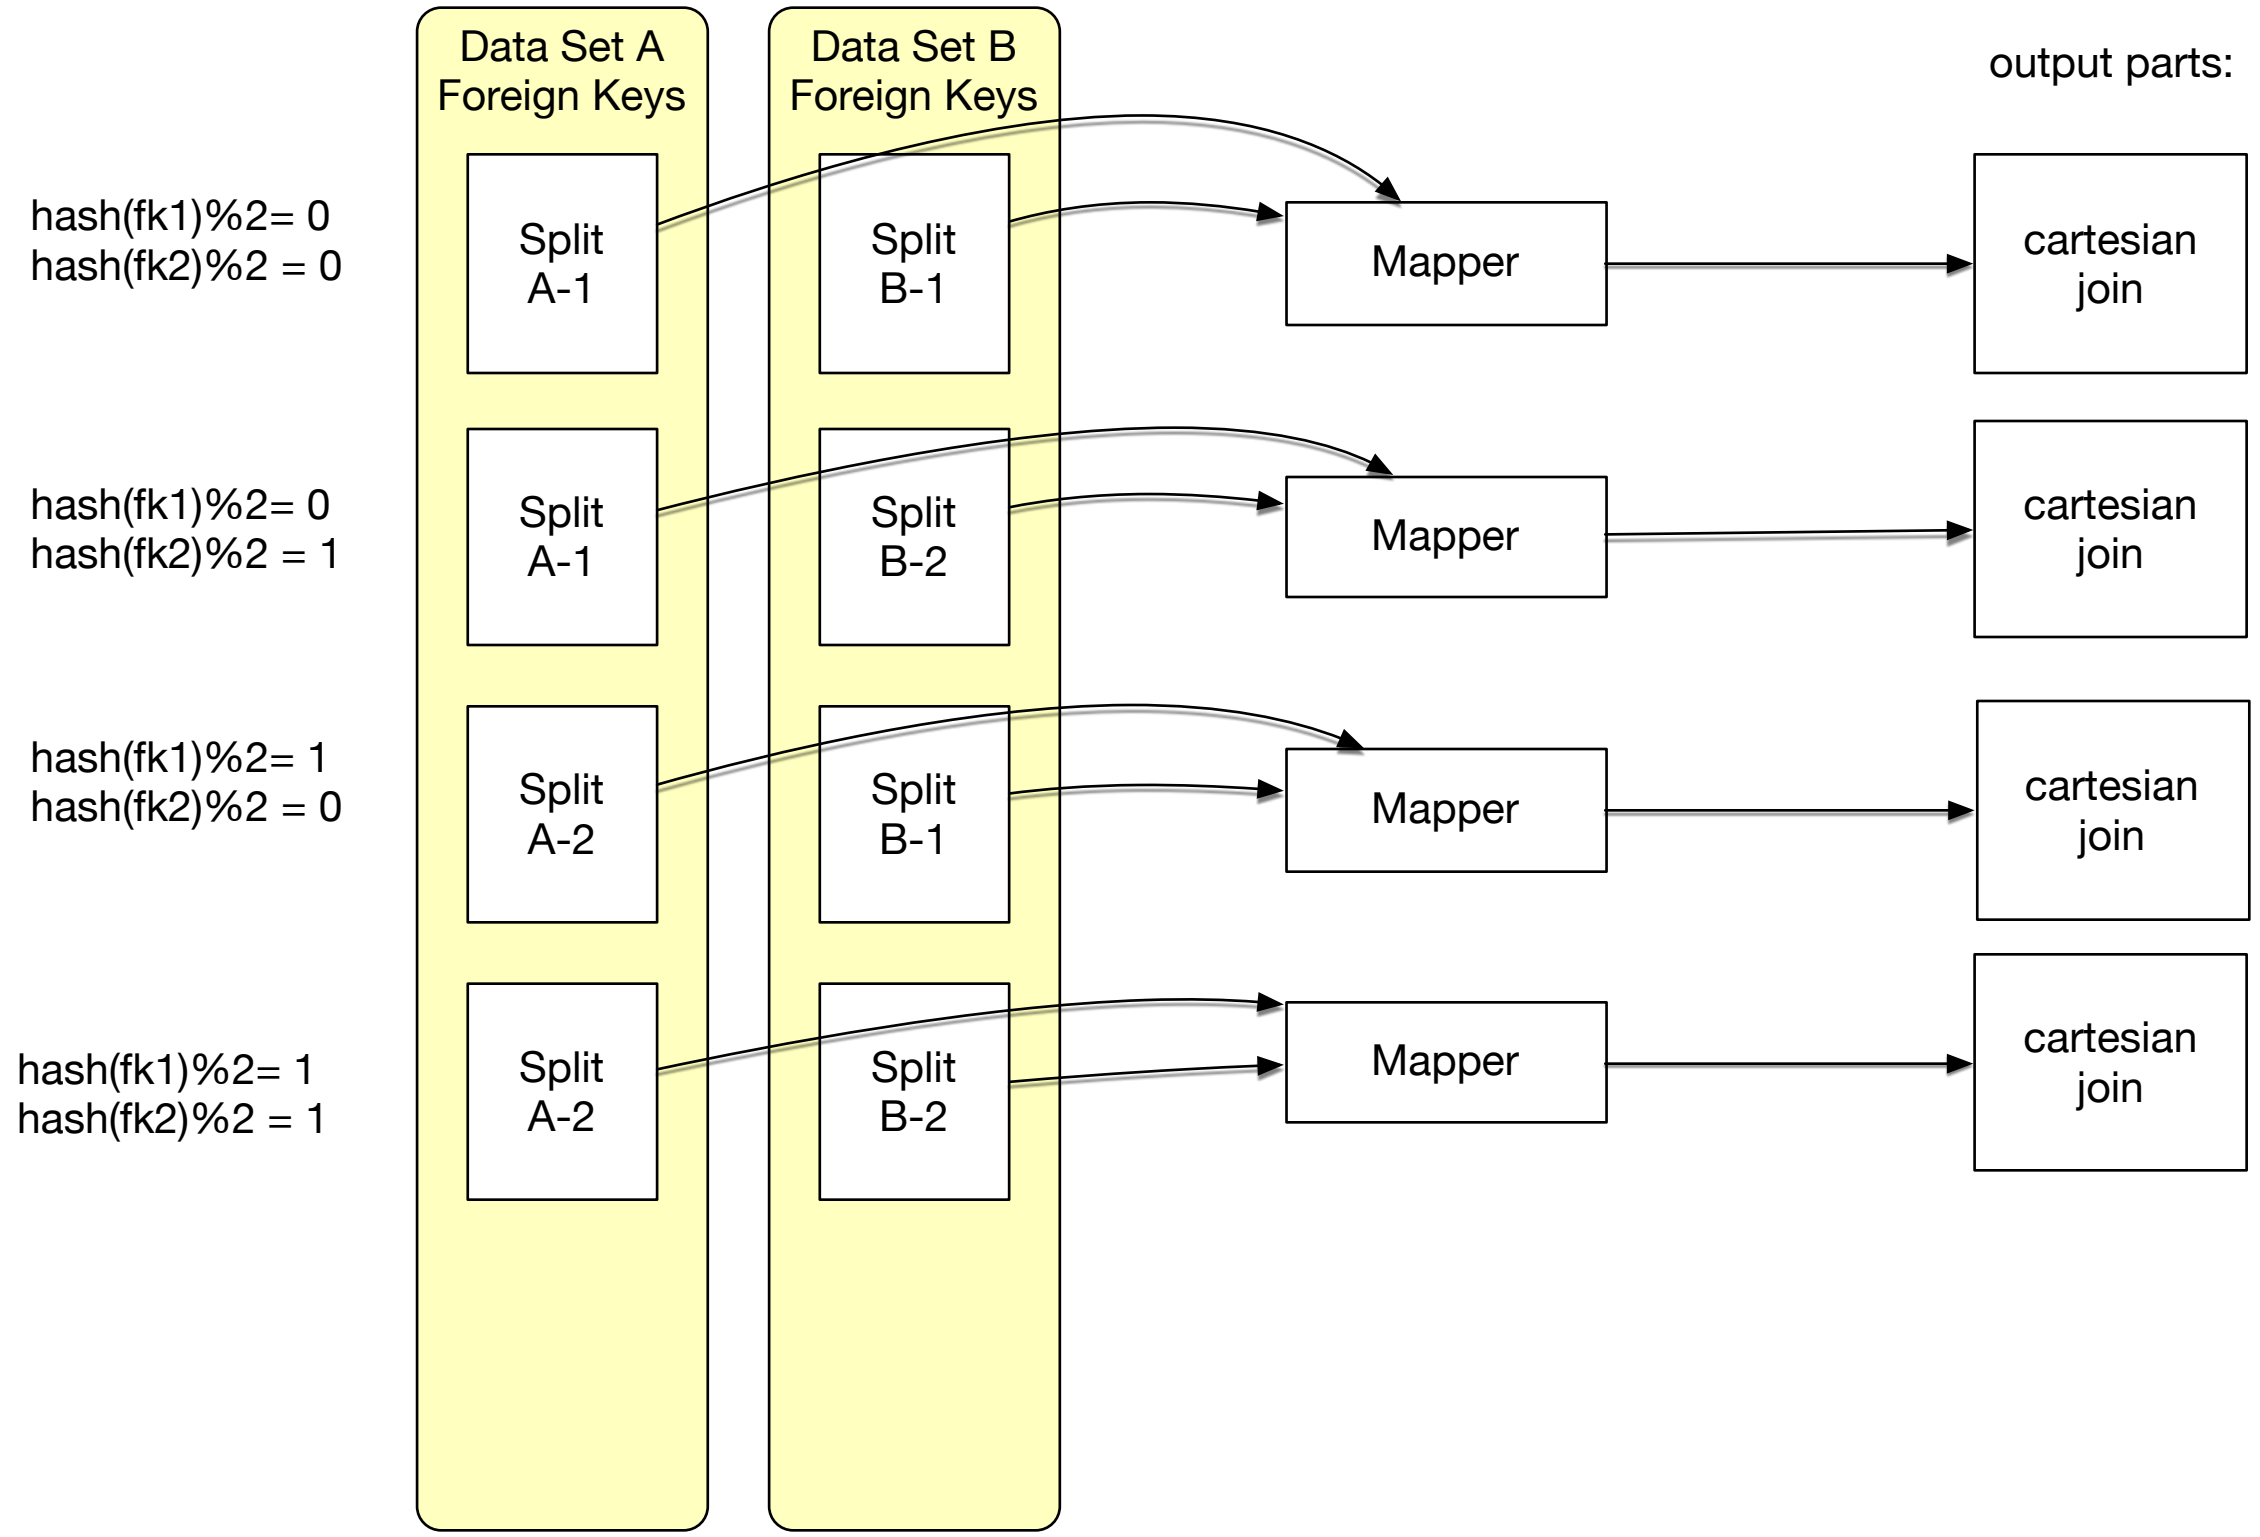 Data Set A
Foreign Keys
Data Set B
Foreign Keys
output parts:
hash(fk1)%2= 0
hash(fk2)%2 = 0
Split
A-1
Split
B-1
Mapper
cartesian
join
hash(fk1)%2= 0
hash(fk2)%2 = 1
Split
A-1
Split
B-2
Mapper
cartesian
join
hash(fk1)%2= 1
hash(fk2)%2 = 0
Split
A-2
Split
B-1
Mapper
cartesian
join
hash(fk1)%2= 1
hash(fk2)%2 = 1
Split
A-2
Split
B-2
Mapper
cartesian
join